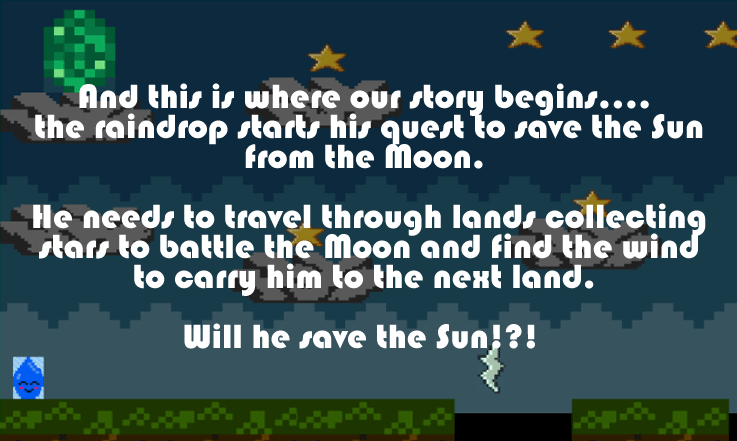 And this is where our story begins....
the raindrop starts his quest to save the Sun
from the Moon.
He needs to travel through lands collecting
stars to battle the Moon and find the wind
to carry him to the next land.
Will he save the Sun!?!